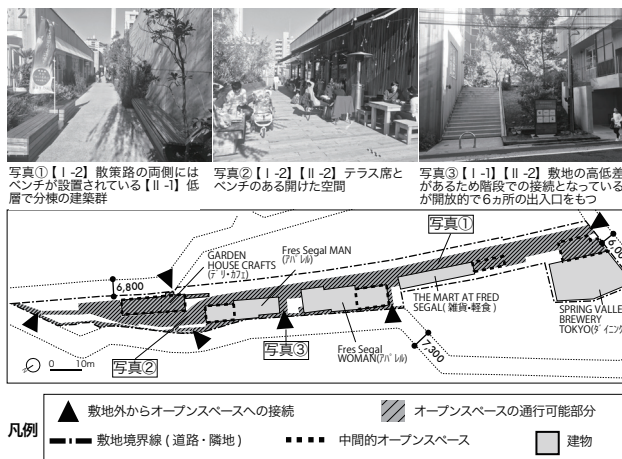 写真①【Ⅰ-2】散策路の両側には
ベンチが設置されている【Ⅱ-1】低
層で分棟の建築群
写真②【Ⅰ-2】【Ⅱ-2】テラス席と
ベンチのある開けた空間
写真③【Ⅰ-1】【Ⅱ-2】敷地の高低差
があるため階段での接続となっている
が開放的で6ヵ所の出入口をもつ
写真①
GARDEN
HOUSE CRAFTS
(デリ・カフェ)
Fres Segal MAN
(アパレル)
6,800
6,0
THE MART AT FRED
SEGAL(雑貨・軽食)
SPRING VALLE
BREWERY
TOKYO(ダイニン
写真③
Fres Segal
WOMAN(アパレル)
7,300
写真②
0 10m
凡例
敷地外からオープンスペースへの接続
オープンスペースの通行可能部分
敷地境界線(道路・隣地)
中間的オープンスペース
建物